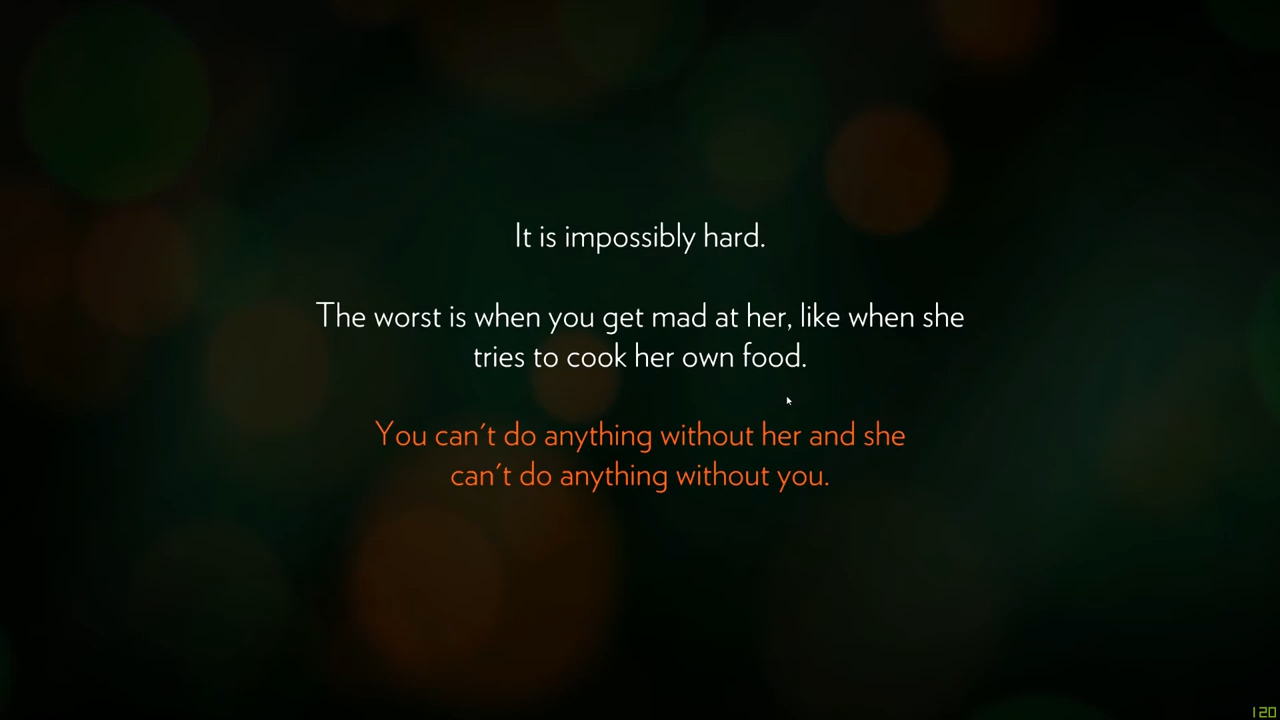 It is impossibly hard.
The worst is when you get mad at her, like when she
tries to cook her own food.
You can't do anything without her and she
can't do anything without you.
120